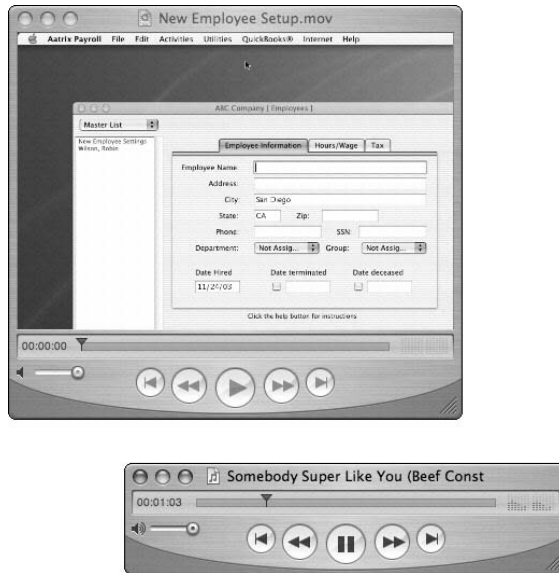 New Employee Setup.mov
Aatrix Payroll File Edit Activities Utilities QuickBooks® Internet Help
ABC Company [ Employees ]
Master List
New Employee Settings
Wilson, Robin
Employee Information Hours/Wage Tax
Employee Name:
Address:
City: San Diego
State: CA Zip:
Phone: SSN:
Department: Not Assig... Group: Not Assig...
Date Hired Date terminated Date deceased
11/24/03
Click the help button for instructions
00:00:00
Somebody Super Like You (Beef Const
00:01:03